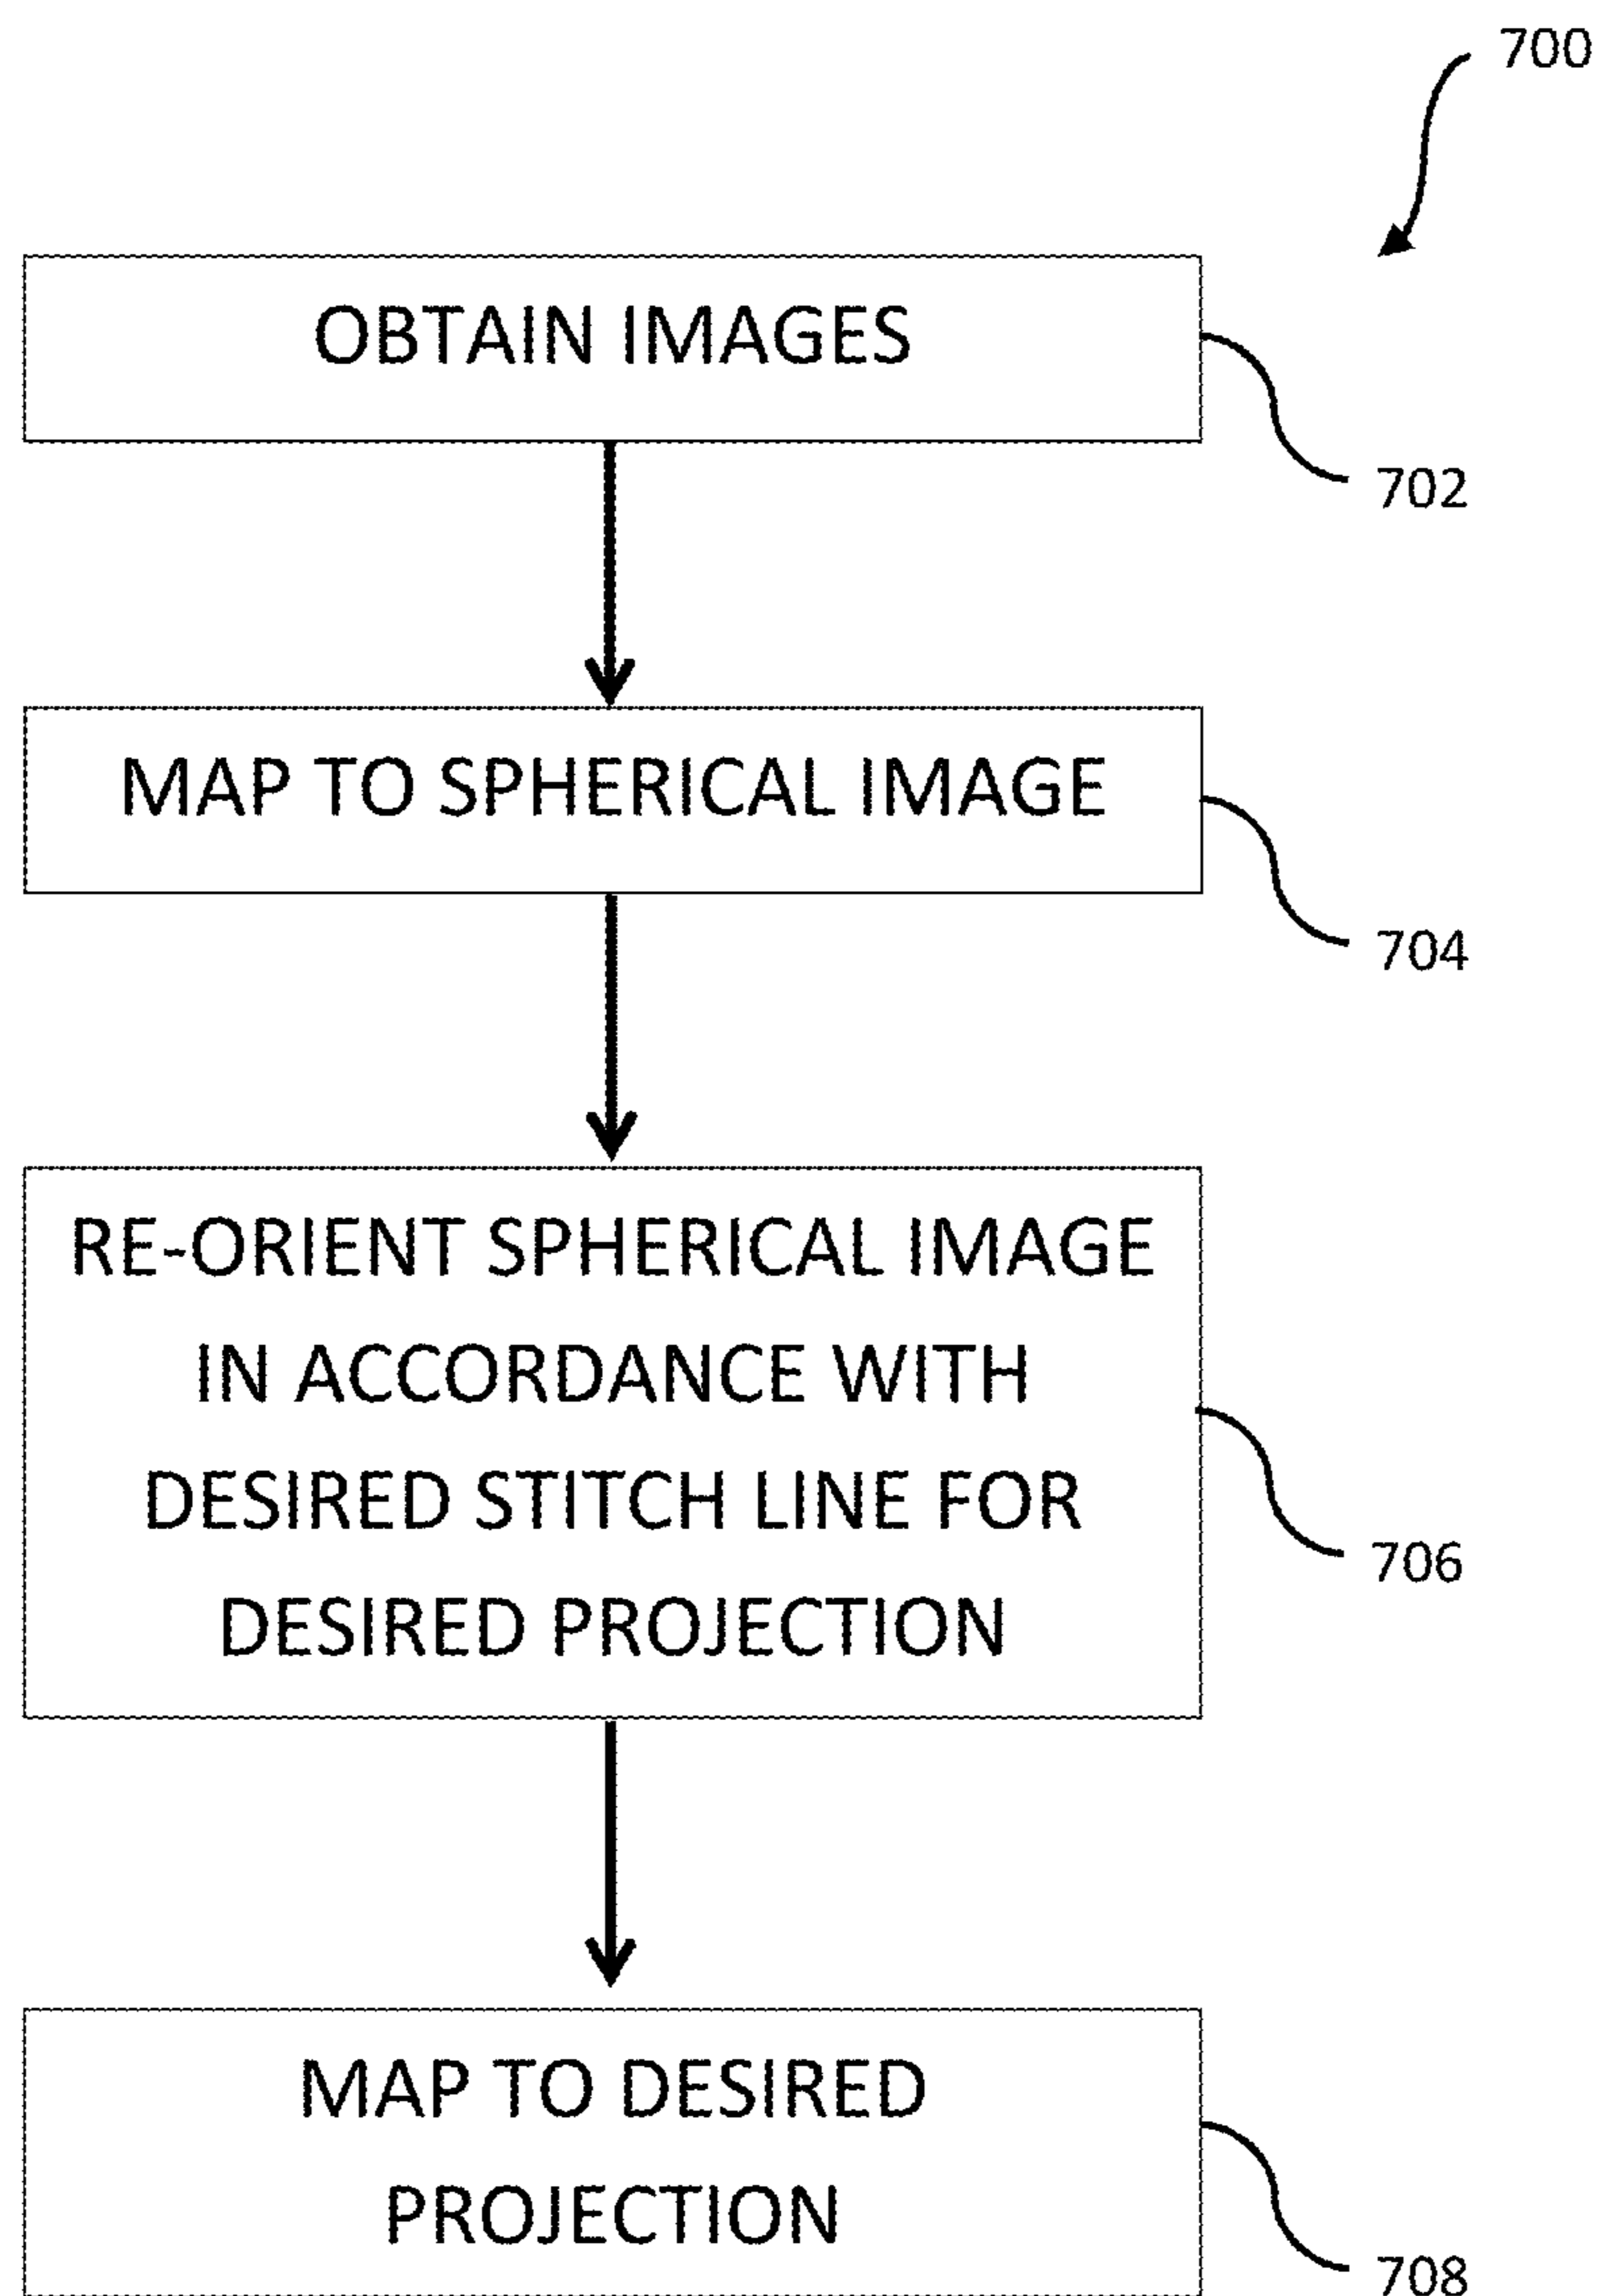 700
OBTAIN IMAGES
702
MAP TO SPHERICAL IMAGE
704
RE-ORIENT SPHERICAL IMAGE
IN ACCORDANCE WITH
DESIRED STITCH LINE FOR
DESIRED PROJECTION
706
MAP TO DESIRED
PROJECTION
708